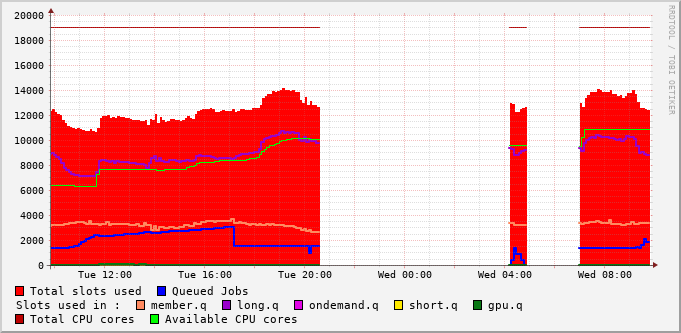 20000
18000
16000
14000
12000
10000
8000
6000
4000
2000
0
Tue 12:00 Tue 16:00 Tue 20:00 Wed 00:00 Wed 04:00 Wed 08:00
Total slots used Queued Jobs
Slots used in : member.q long.q ondemand.q short.q gpu.q
Total CPU cores Available CPU cores
RRDTOOL / TOBI OETIKER